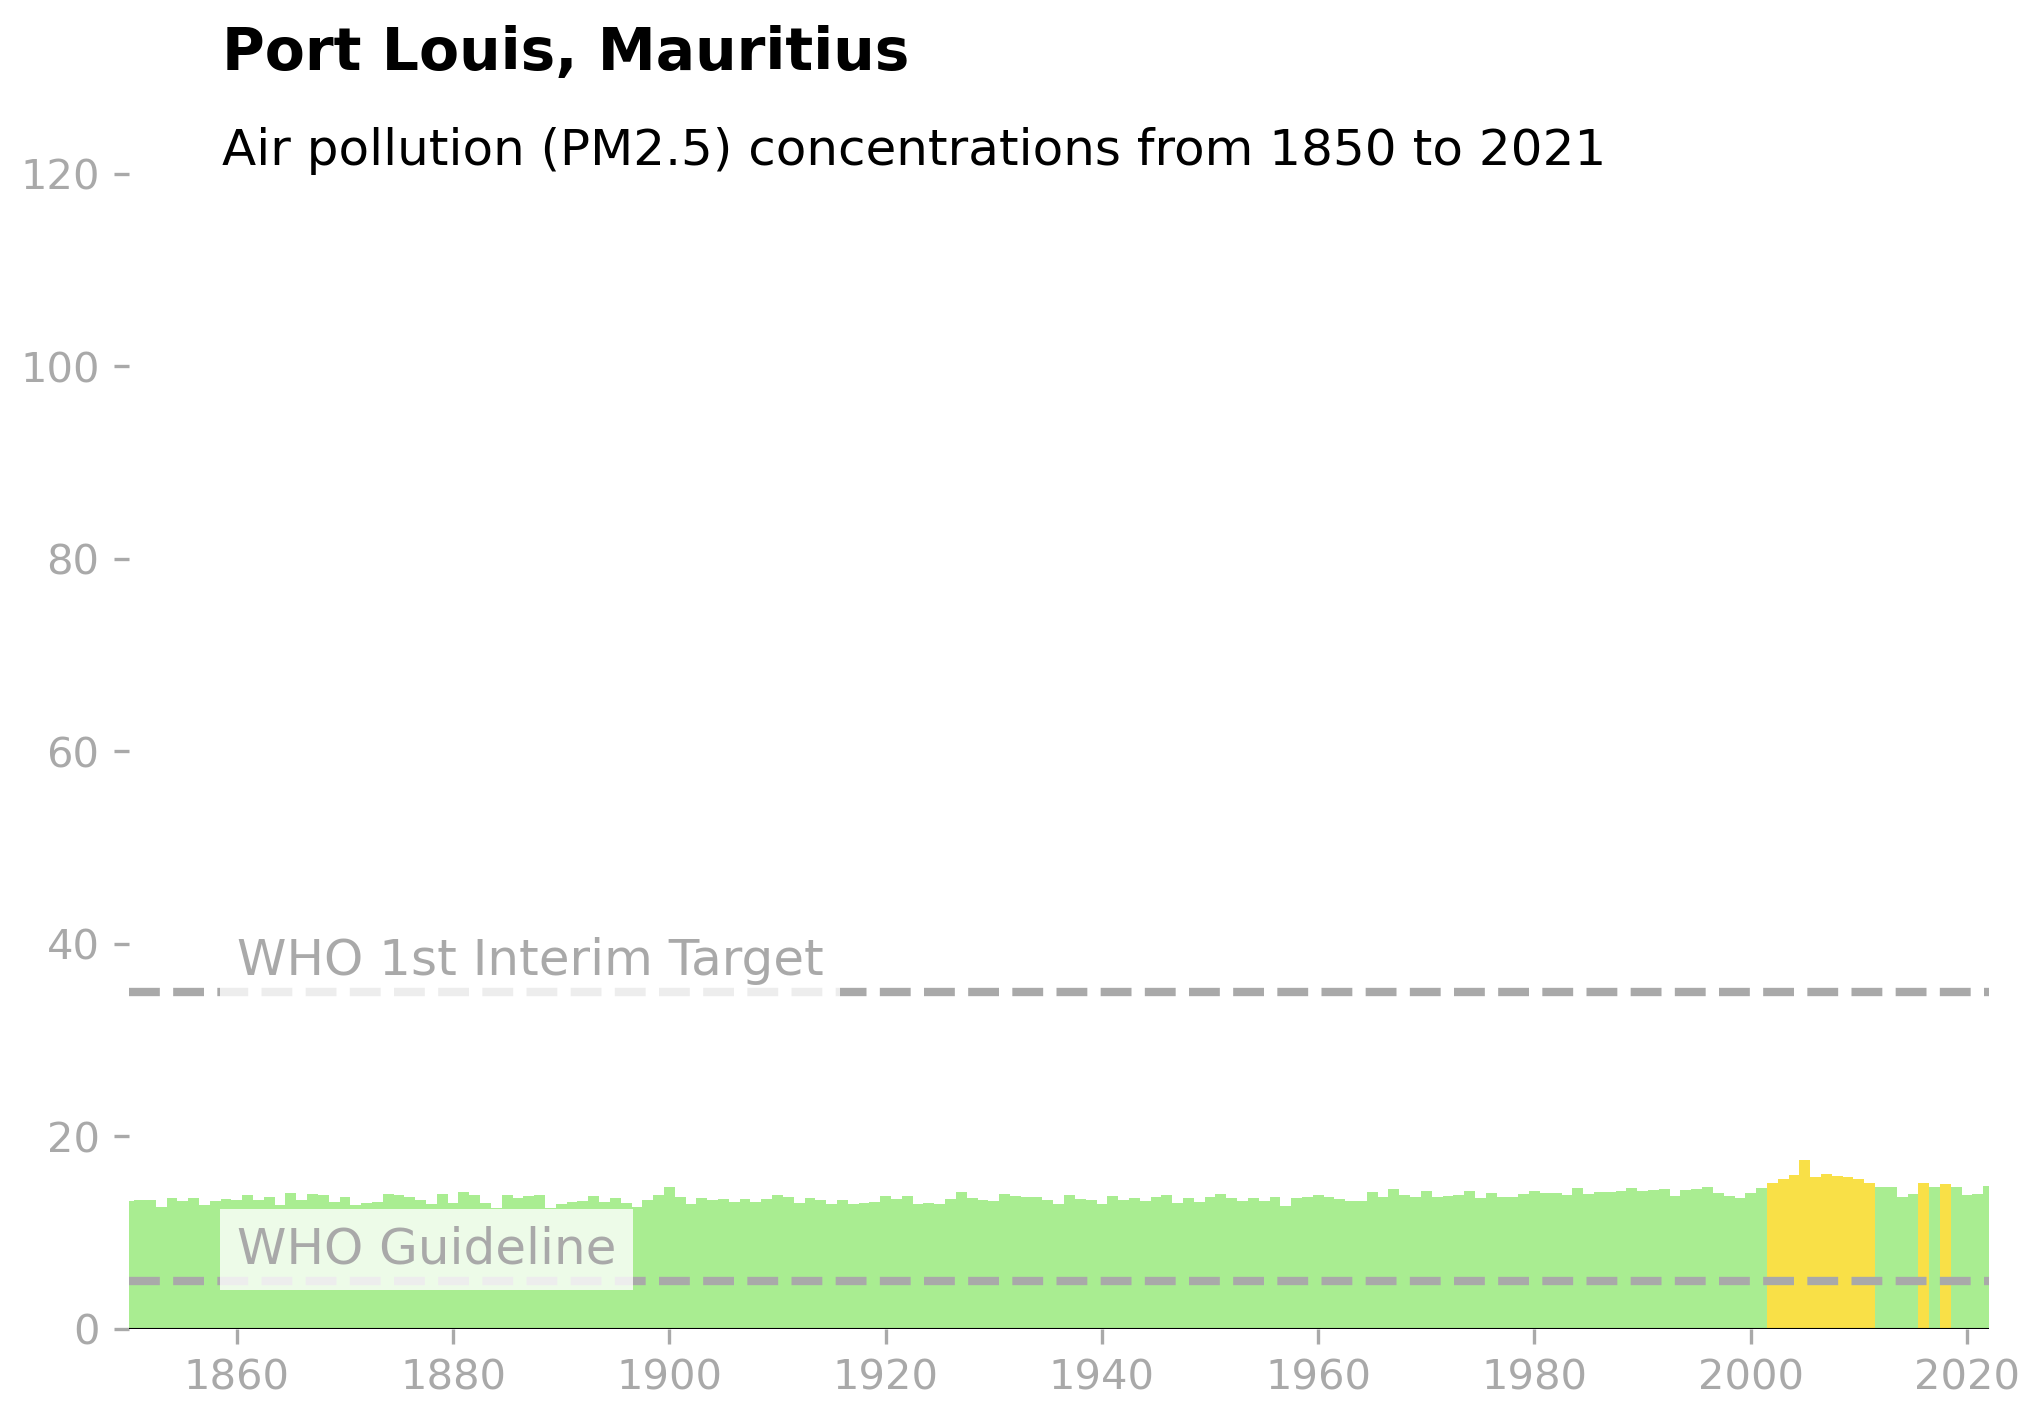 Port Louis, Mauritius
Air pollution (PM2.5) concentrations from 1850 to 2021
120
100
80
60
40
WHO 1st Interim Target
20
WHO Guideline
0
1860 1880 1900 1920 1940 1960 1980 2000 2020